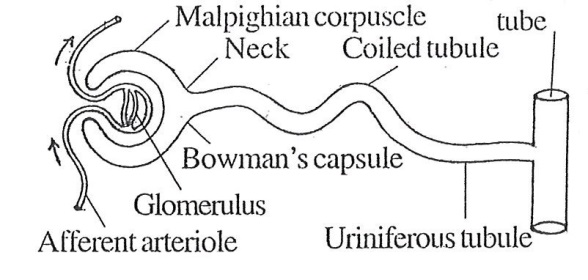 Malpighian corpuscle
tube
Neck
Coiled tubule
Bowman's capsule
Glomerulus
Afferent arteriole
Uriniferous tubule